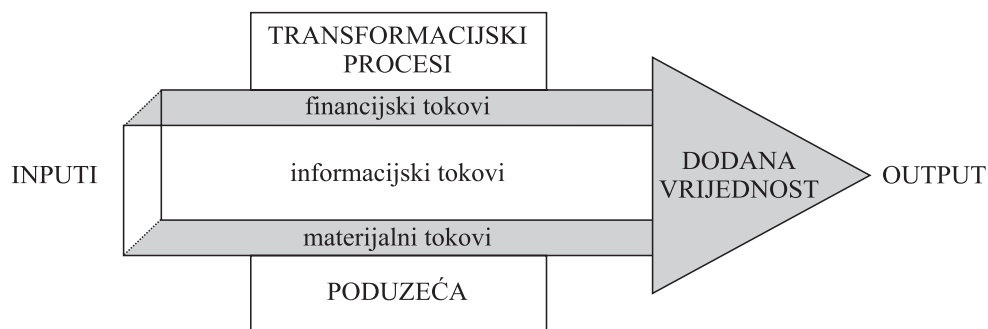 TRANSFORMACIJSKI
PROCESI
financijski tokovi
INPUTI
informacijski tokovi
DODANA
VRIJEDNOST
OUTPUT
materijalni tokovi
PODUZEĆA